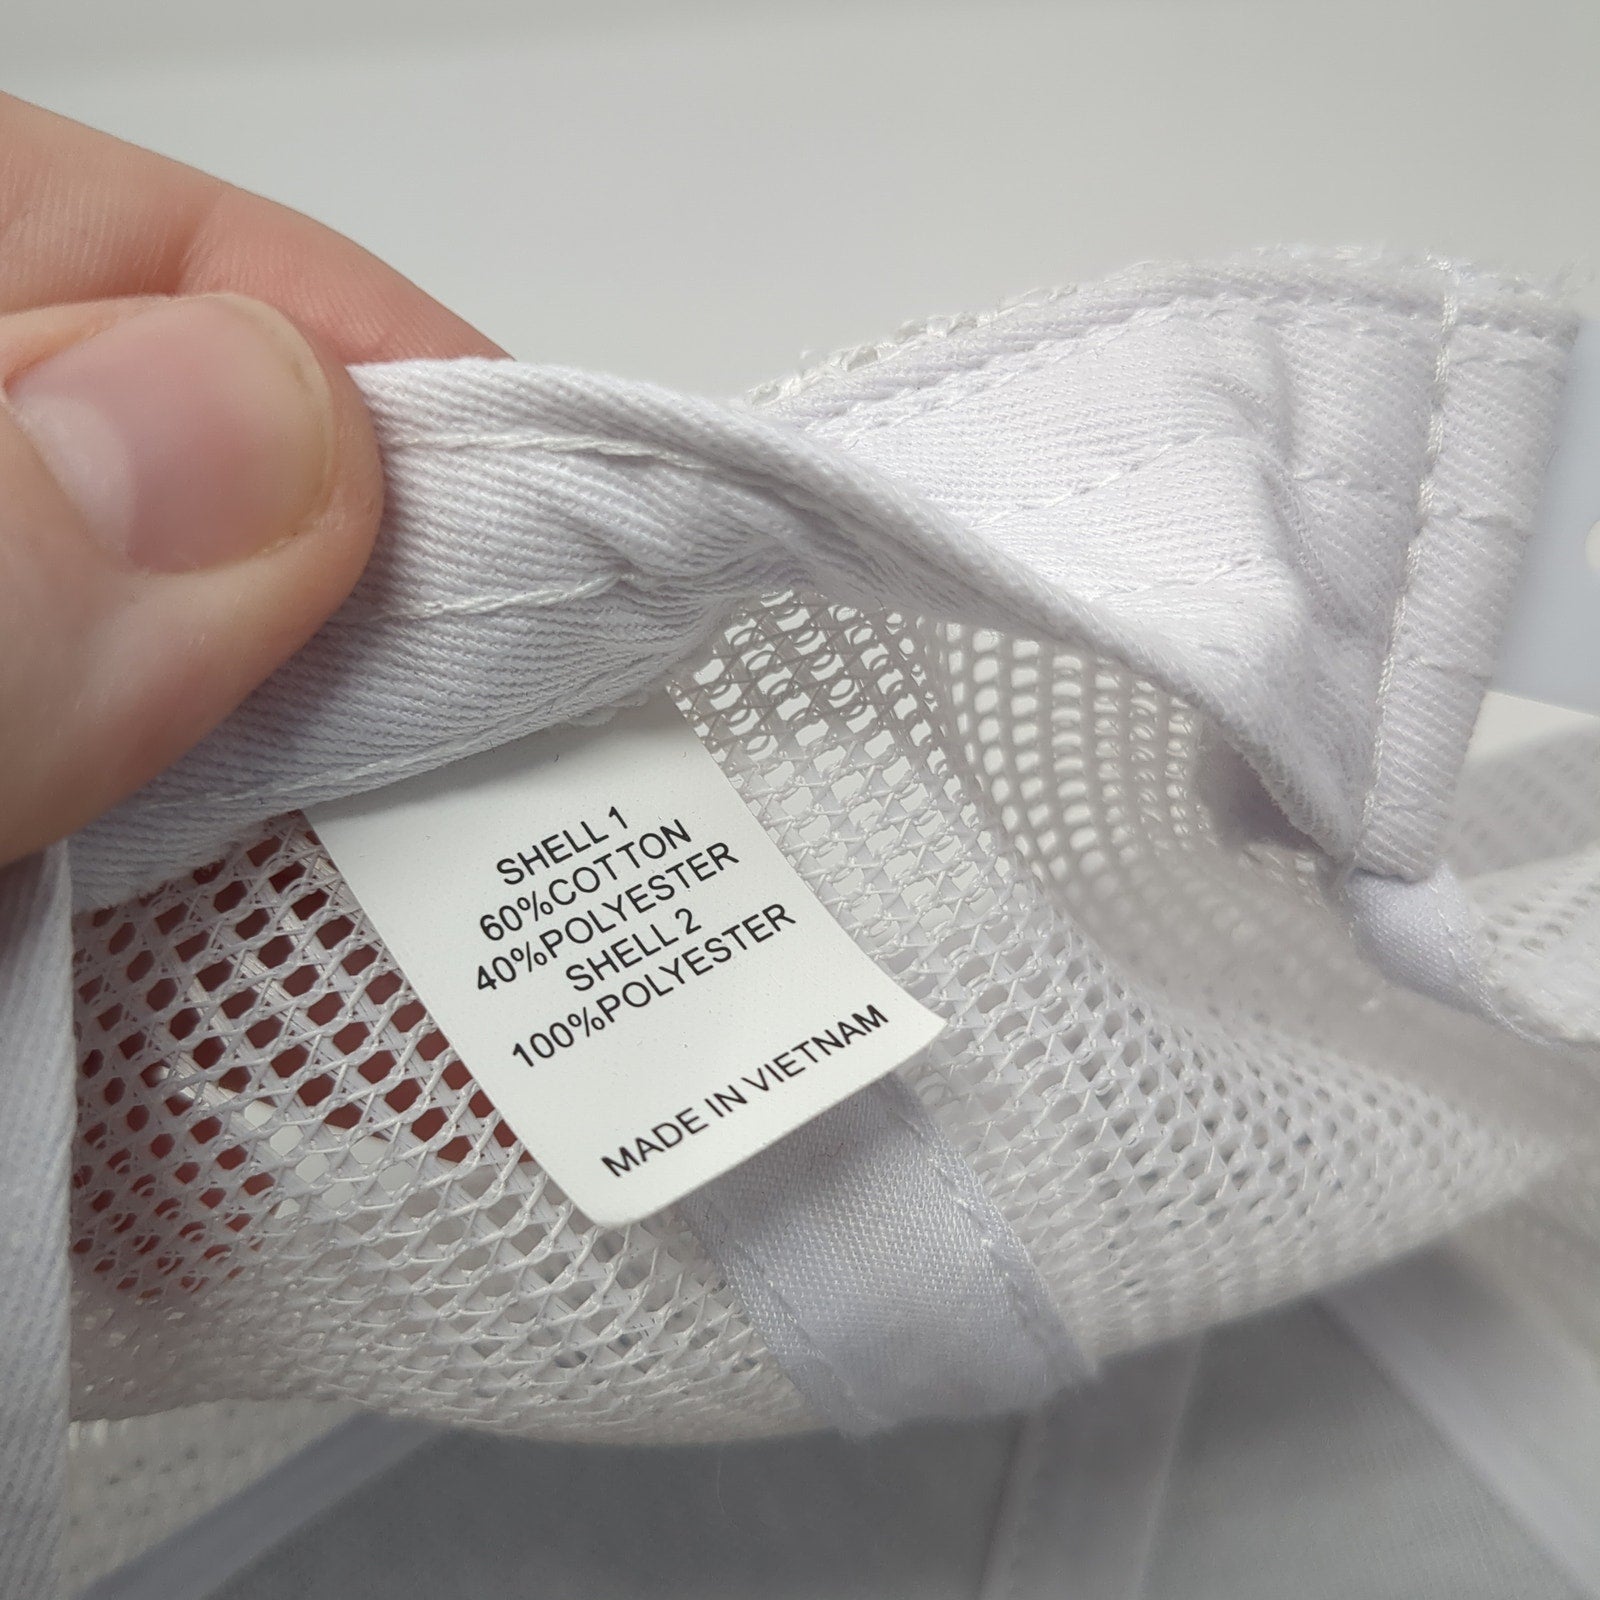 SHELL 1
60%COTTON
40%POLYESTER
SHELL 2
100%POLYESTER
MADE IN VIETNAM